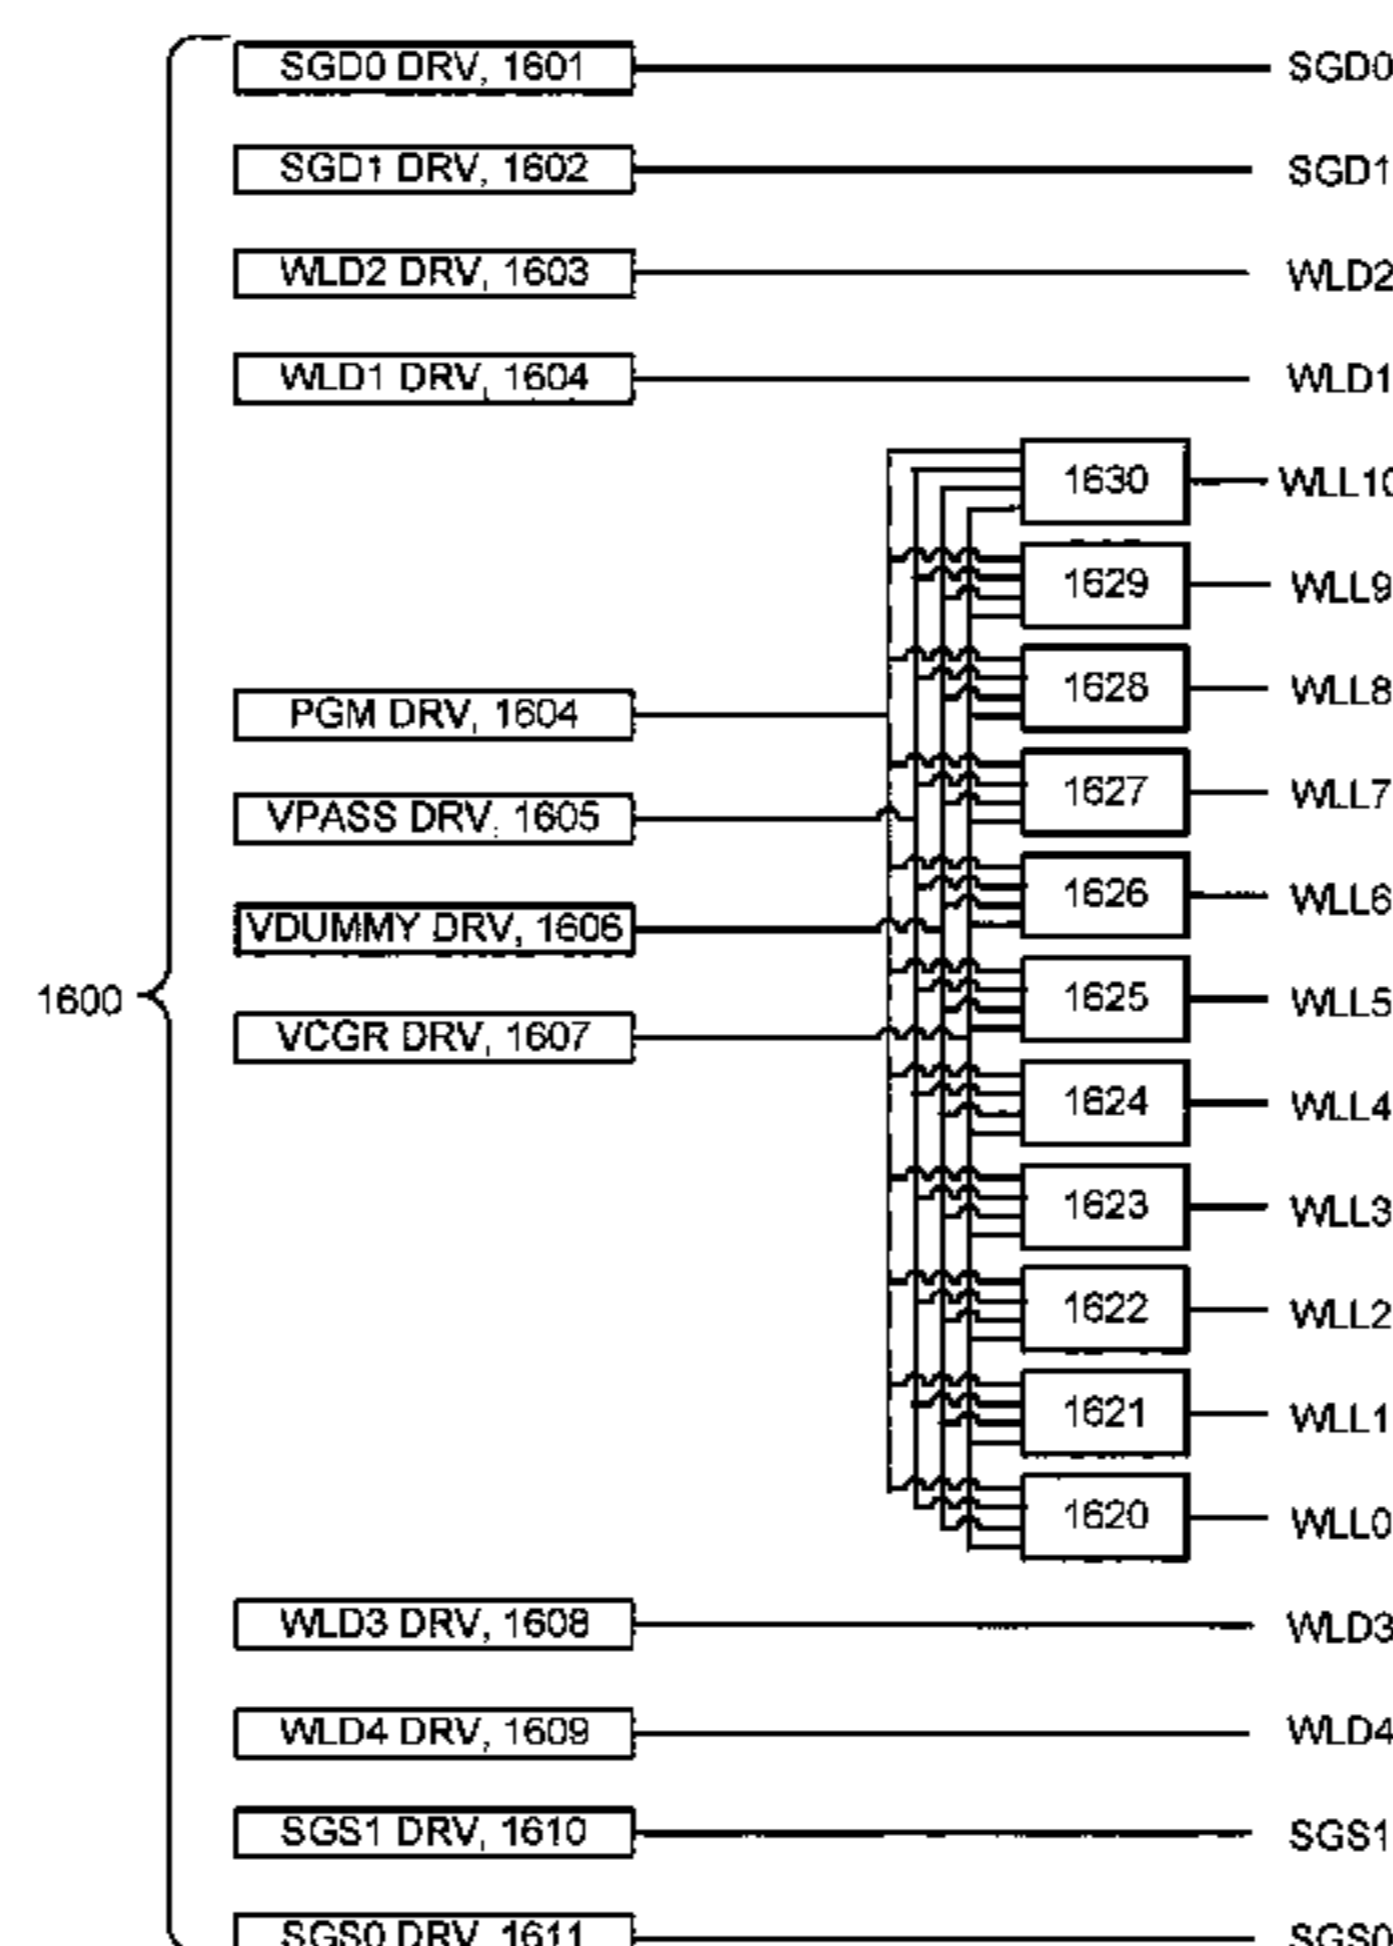 SGD0 DRV, 1601 SGD0
SGD1 DRV, 1602 SGD1
WLD2 DRV, 1603 WLD2
WLD1 DRV, 1604 WLD1
1630 WLL10
1629 WLL9
1628 WLL8
PGM DRV, 1604
1627 WLL7
VPASS DRV, 1605
1626 WLL6
VDUMMY DRV, 1606
1600
1625 WLL5
VCGR DRV, 1607
1624 WLL4
1623 WLL3
1622 WLL2
1621 WLL1
1620 WLL0
WLD3 DRV, 1608 WLD3
WLD4 DRV, 1609 WLD4
SGS1 DRV, 1610 SGS1
SGS0 DRV, 1611 SGS0